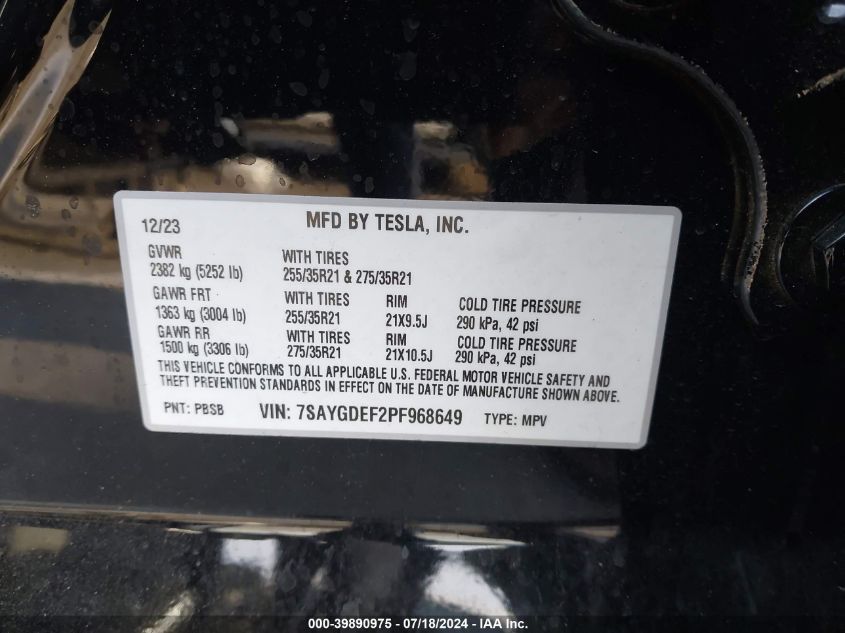 12/23 MFD BY TESLA, INC.
GVWR WITH TIRES
2382 kg (5252 lb) 255/35R21 & 275/35R21
GAWR FRT WITH TIRES RIM COLD TIRE PRESSURE
1363 kg (3004 lb) 255/35R21 21X9.5J 290 kPa, 42 psi
GAWR RR WITH TIRES RIM COLD TIRE PRESSURE
1500 kg (3306 lb) 275/35R21 21X10.5J 290 kPa, 42 psi
THIS VEHICLE CONFORMS TO ALL APPLICABLE U.S. FEDERAL MOTOR VEHICLE SAFETY AND
THEFT PREVENTION STANDARDS IN EFFECT ON THE DATE OF MANUFACTURE SHOWN ABOVE.
PNT: PBSB VIN: 7SAYGDEF2PF968649 TYPE: MPV
000-39890975 - 07/18/2024 - IAA Inc.